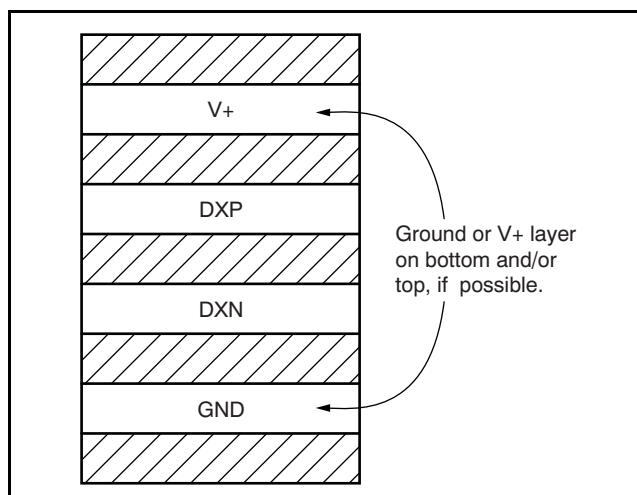 V+
DXP
Ground or V+ layer
on bottom and/or
top, if possible.
DXN
GND